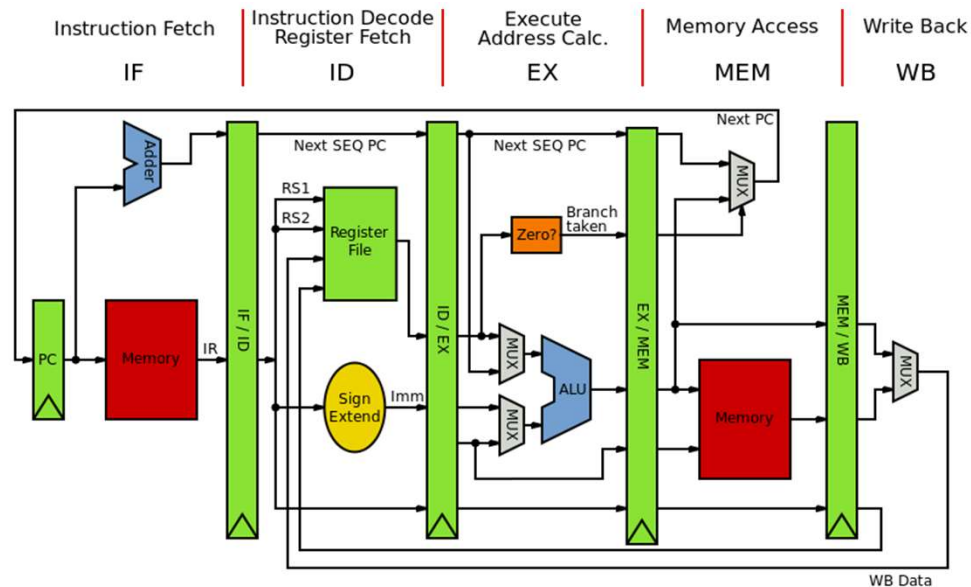 Instruction Fetch
IF
Instruction Decode
Register Fetch
ID
Execute
Address Calc.
EX
Memory Access
MEM
Write Back
WB
Next PC
Adder
Next SEQ PC
Next SEQ PC
MUX
RS1
RS2
Register
File
Branch
taken
Zero?
IF / ID
ID / EX
EX / MEM
MEM / WB
PC
Memory
IR
MUX
ALU
MUX
Sign
Extend
Imm
MUX
Memory
MUX
WB Data